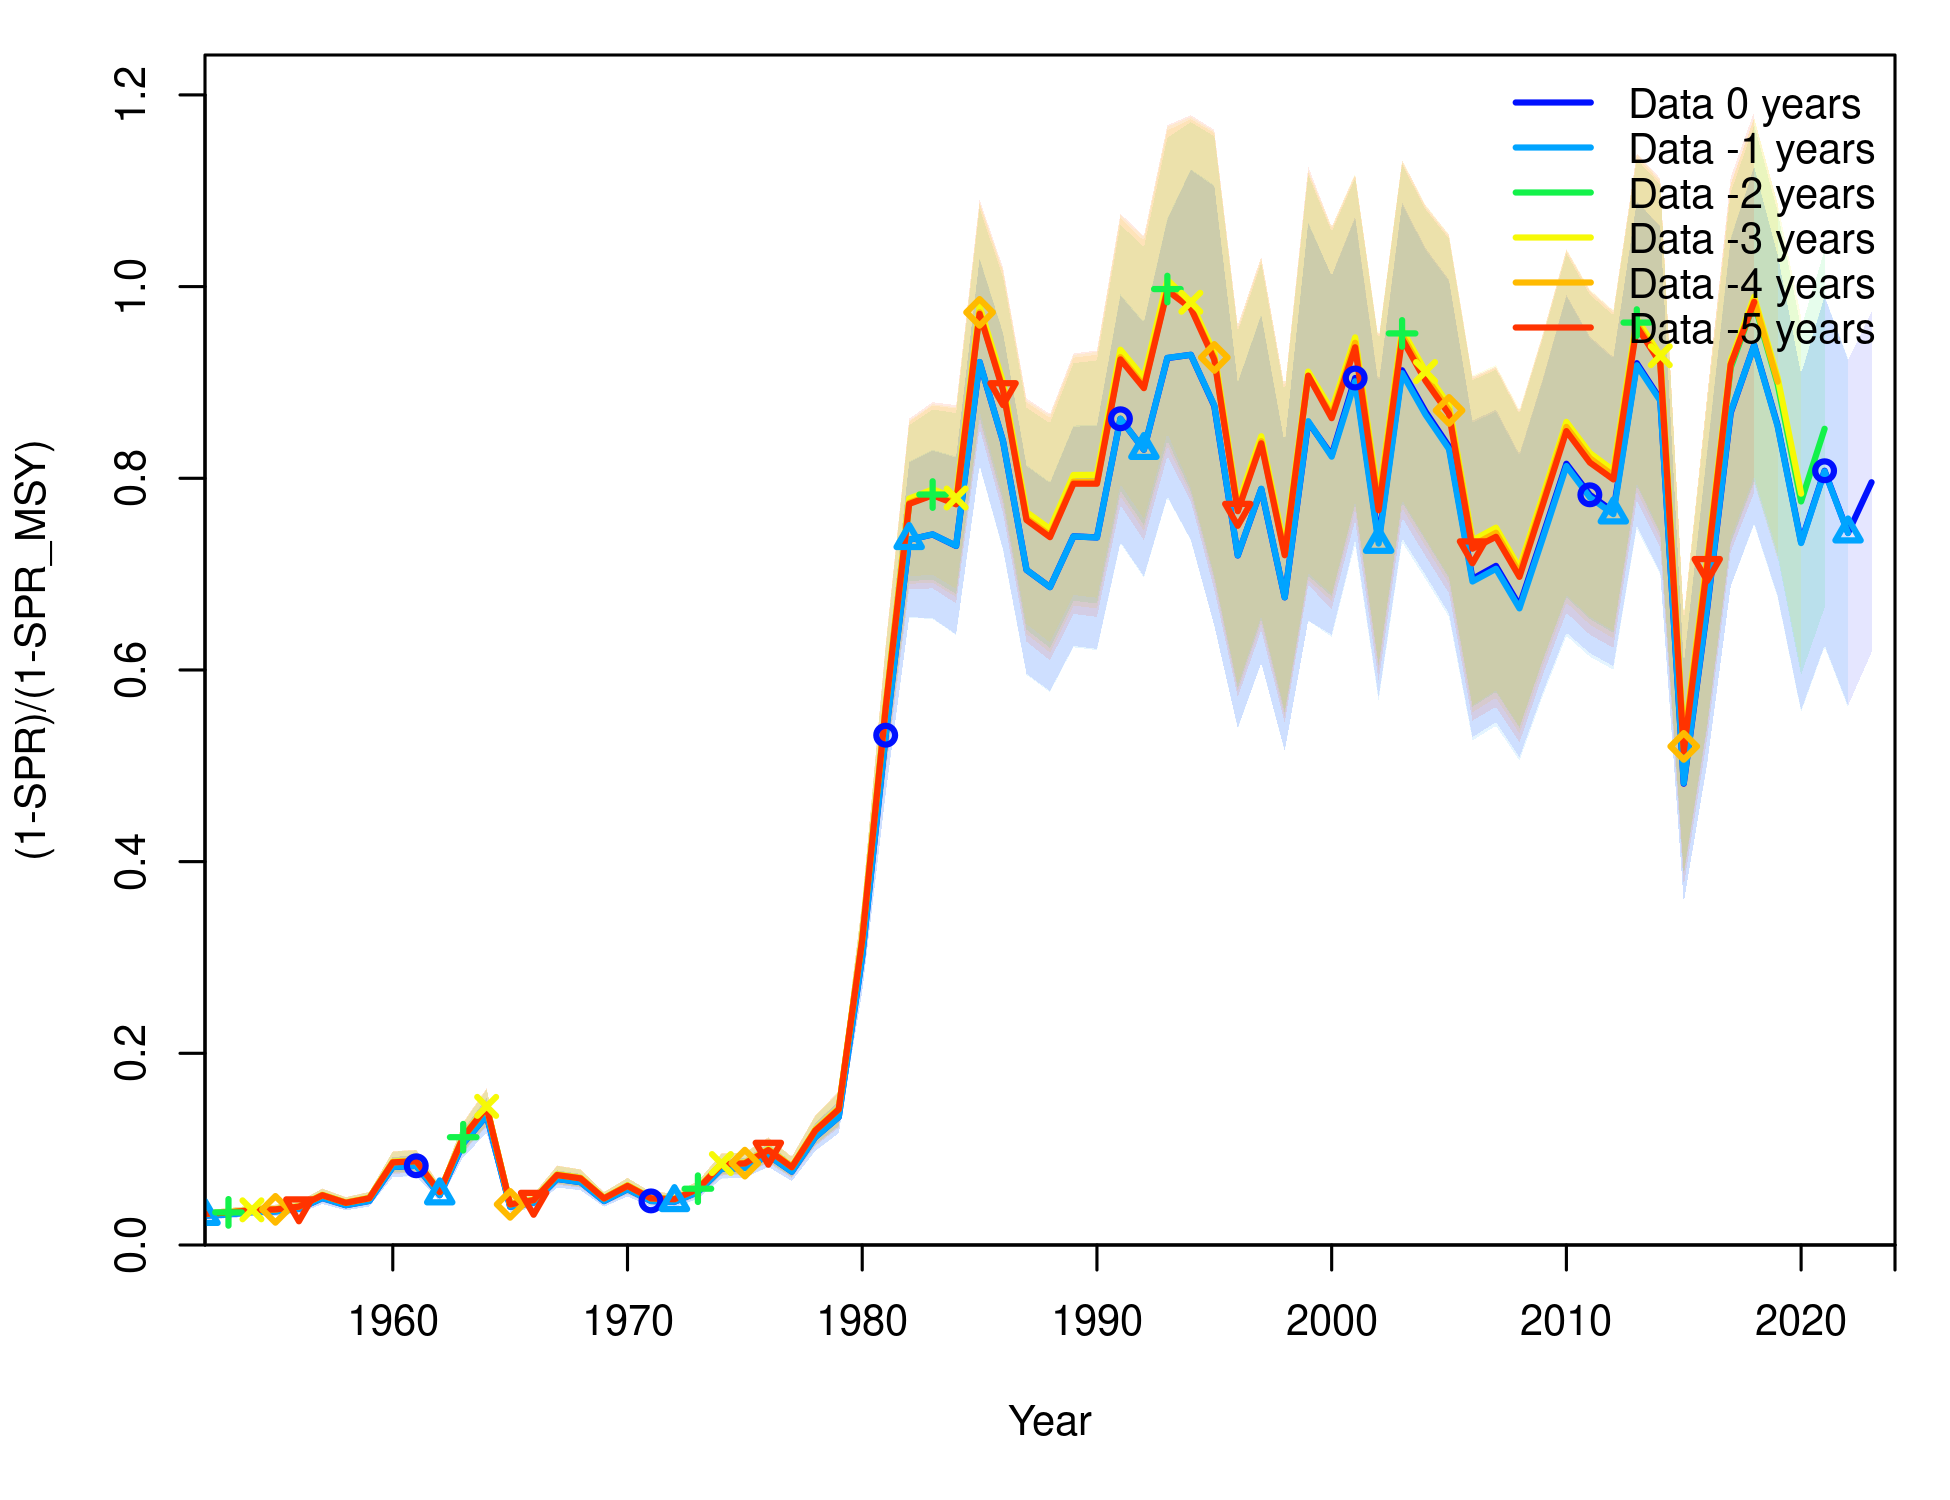 1.2
1.0
0.8
0.6
0.4
0.2
0.0
(1-SPR)/(1-SPR_MSY)
Data 0 years
Data -1 years
Data -2 years
Data -3 years
Data -4 years
Data -5 years
1960 1970 1980 1990 2000 2010 2020
Year